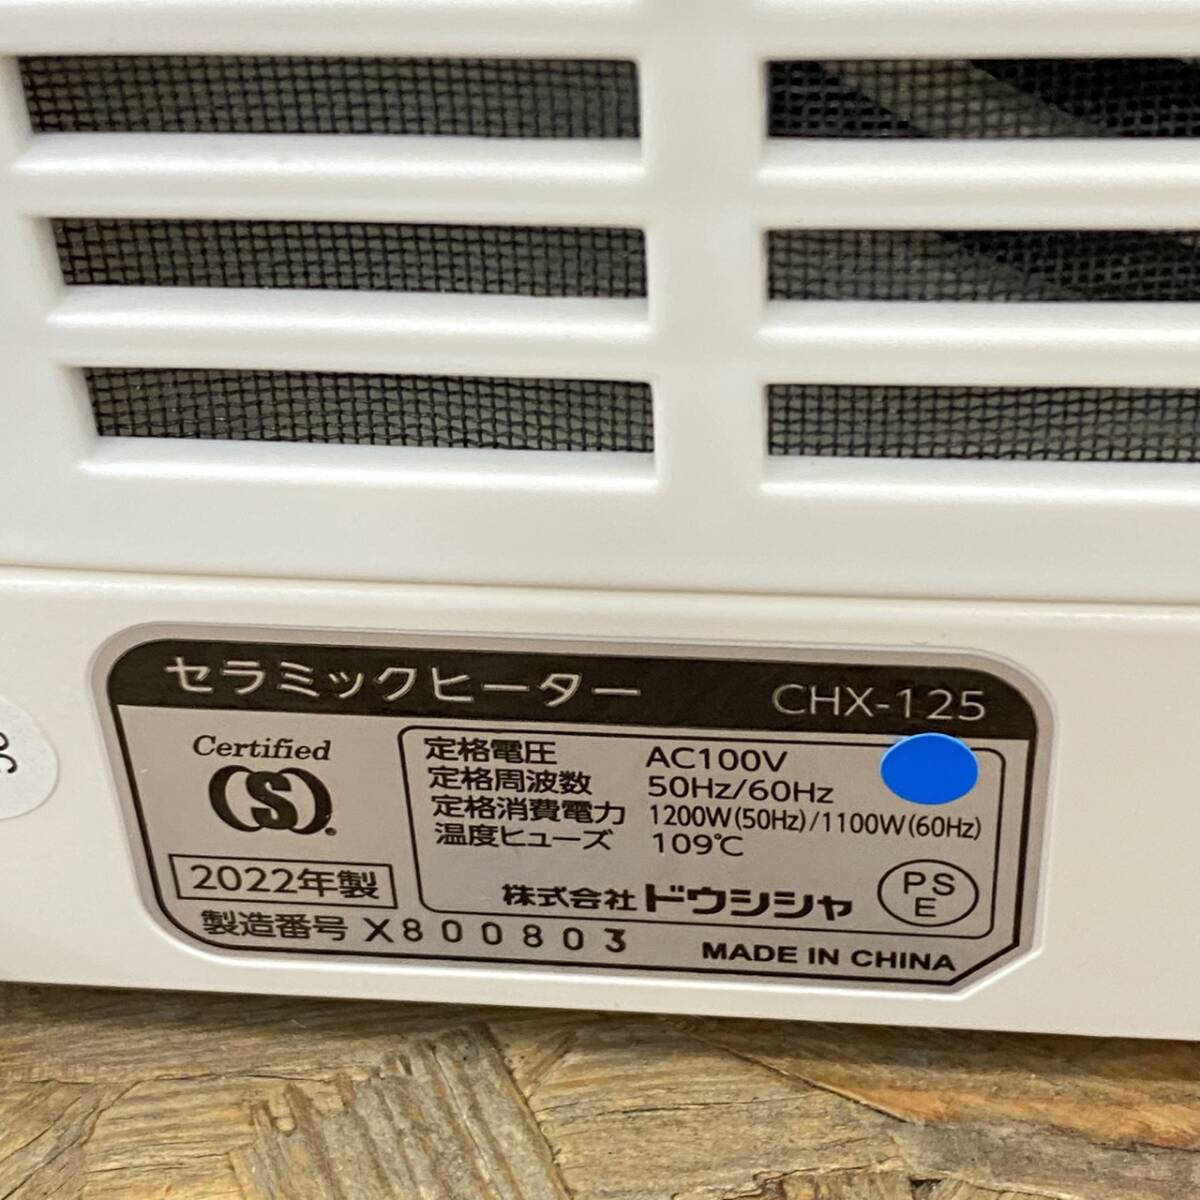 セラミックヒーター CHX-125
Certified
S
定格電圧 AC100V
定格周波数 50Hz/60Hz
定格消費電力 1200W(50Hz)/1100W(60Hz)
温度ヒューズ 109℃
2022年製
株式会社ドウシシャ
PSE
製造番号 X800803
MADE IN CHINA